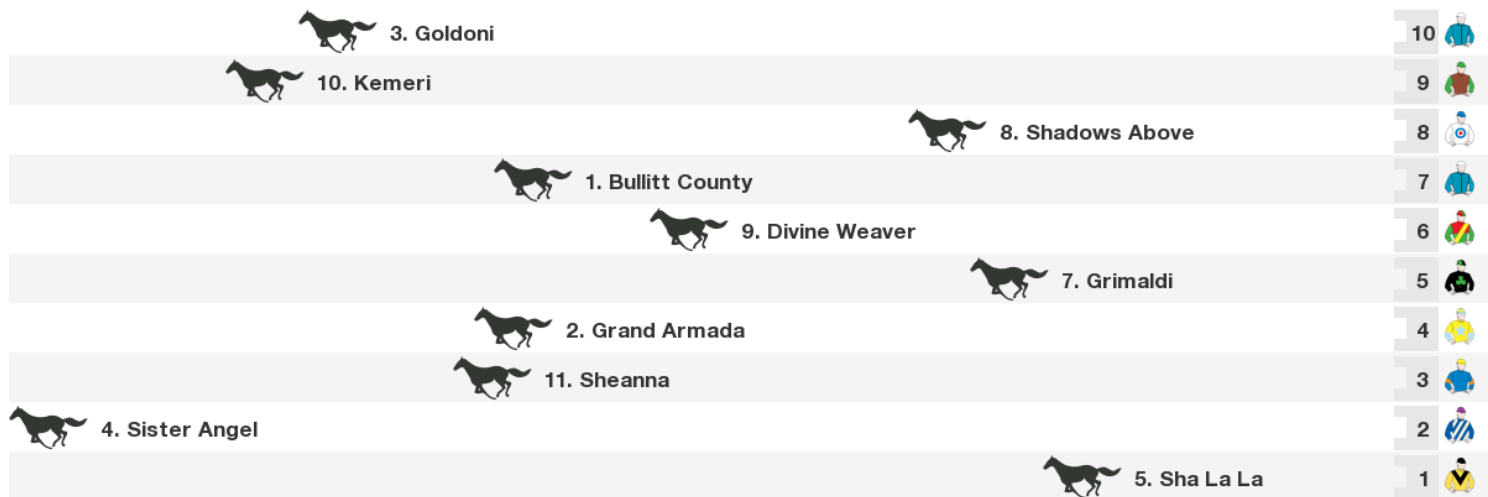 3. Goldoni 10
10. Kemeri 9
8. Shadows Above 8
1. Bullitt County 7
9. Divine Weaver 6
7. Grimaldi 5
2. Grand Armada 4
11. Sheanna 3
4. Sister Angel 2
5. Sha La La 1